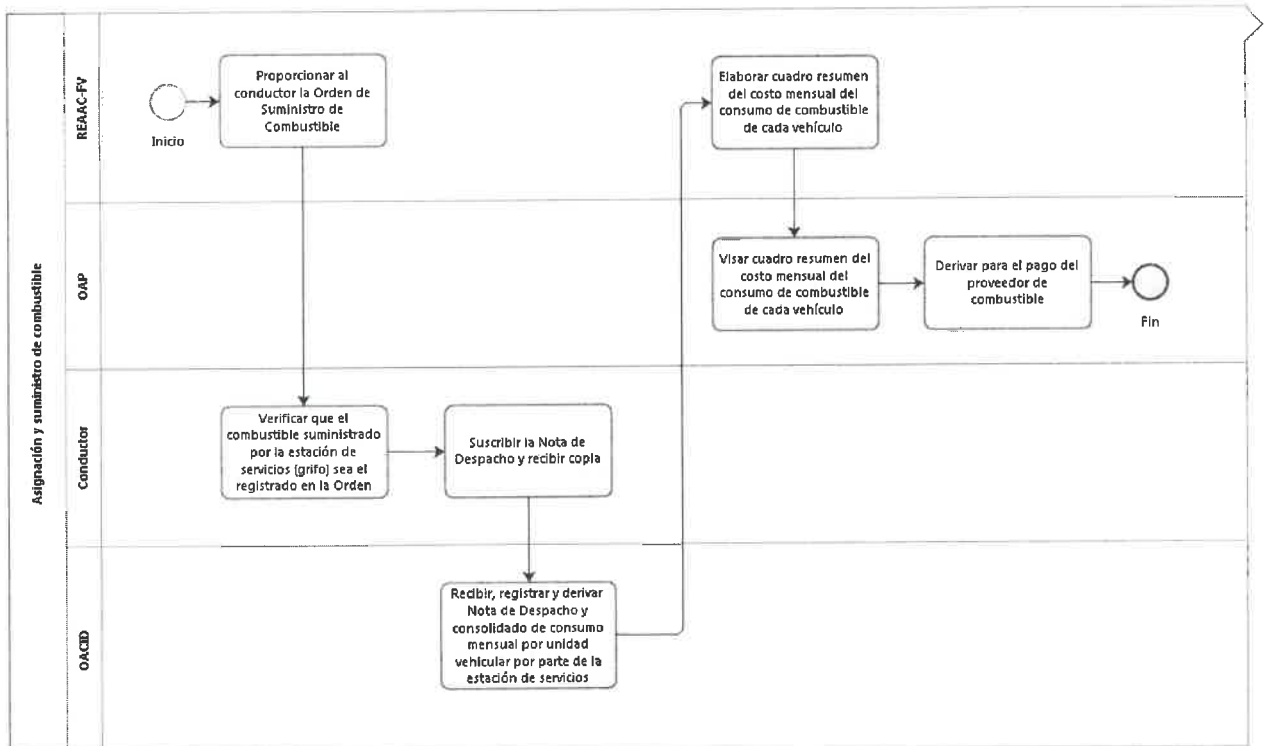 Asignación y suministro de combustible
REAAC-FV
Inicio
Proporcionar al
conductor la Orden de
Suministro de
Combustible
Elaborar cuadro resumen
del costo mensual del
consumo de combustible
de cada vehículo
OAP
Visar cuadro resumen del
costo mensual del
consumo de combustible
de cada vehículo
Derivar para el pago del
proveedor de
combustible
Fin
Conductor
Verificar que el
combustible suministrado
por la estación de
servicios (grifo) sea el
registrado en la Orden
Suscribir la Nota de
Despacho y recibir copia
OACID
Recibir, registrar y derivar
Nota de Despacho y
consolidado de consumo
mensual por unidad
vehicular por parte de la
estación de servicios